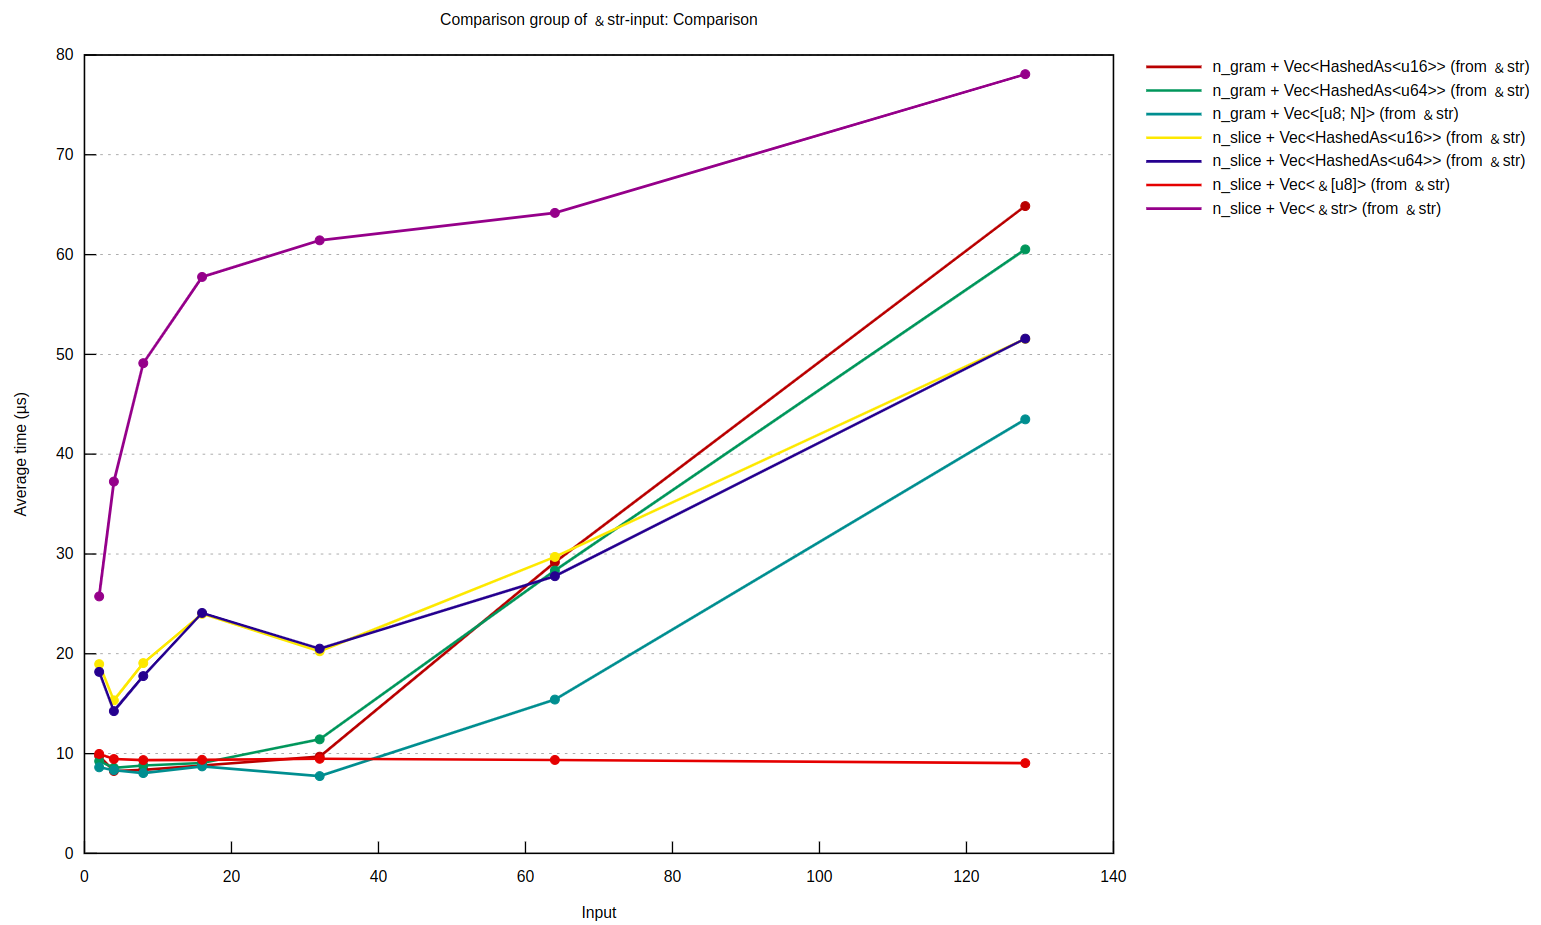 Comparison group of &str-input: Comparison
80
70
60
50
40
30
20
10
0
0 20 40 60 80 100 120 140
Average time (µs)
Input
n_gram + Vec<HashedAs<u16>> (from &str)
n_gram + Vec<HashedAs<u64>> (from &str)
n_gram + Vec<[u8; N]> (from &str)
n_slice + Vec<HashedAs<u16>> (from &str)
n_slice + Vec<HashedAs<u64>> (from &str)
n_slice + Vec<&[u8]> (from &str)
n_slice + Vec<&str> (from &str)